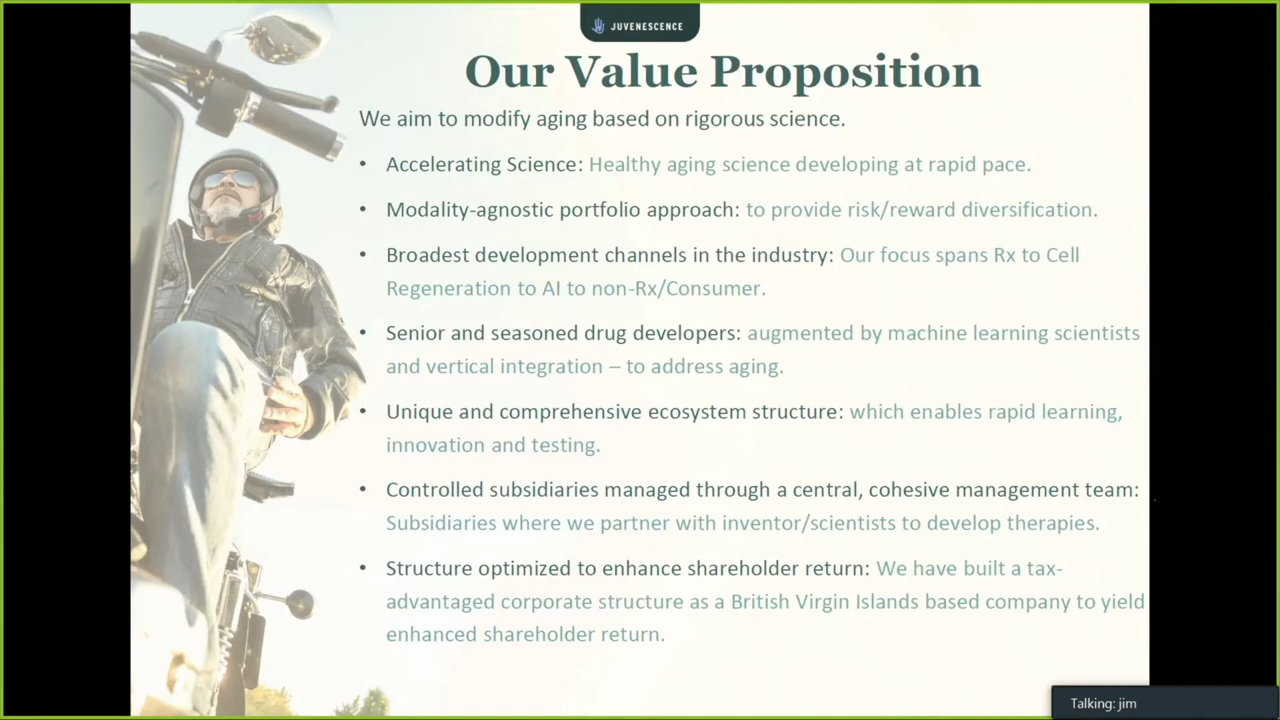 JUVENESCENCE
Our Value Proposition
We aim to modify aging based on rigorous science.
• Accelerating Science: Healthy aging science developing at rapid pace.
• Modality-agnostic portfolio approach: to provide risk/reward diversification.
• Broadest development channels in the industry: Our focus spans Rx to Cell
Regeneration to AI to non-Rx/Consumer.
• Senior and seasoned drug developers: augmented by machine learning scientists
and vertical integration – to address aging.
• Unique and comprehensive ecosystem structure: which enables rapid learning,
innovation and testing.
• Controlled subsidiaries managed through a central, cohesive management team:
Subsidiaries where we partner with inventor/scientists to develop therapies.
• Structure optimized to enhance shareholder return: We have built a tax-
advantaged corporate structure as a British Virgin Islands based company to yield
enhanced shareholder return.
Talking: jim